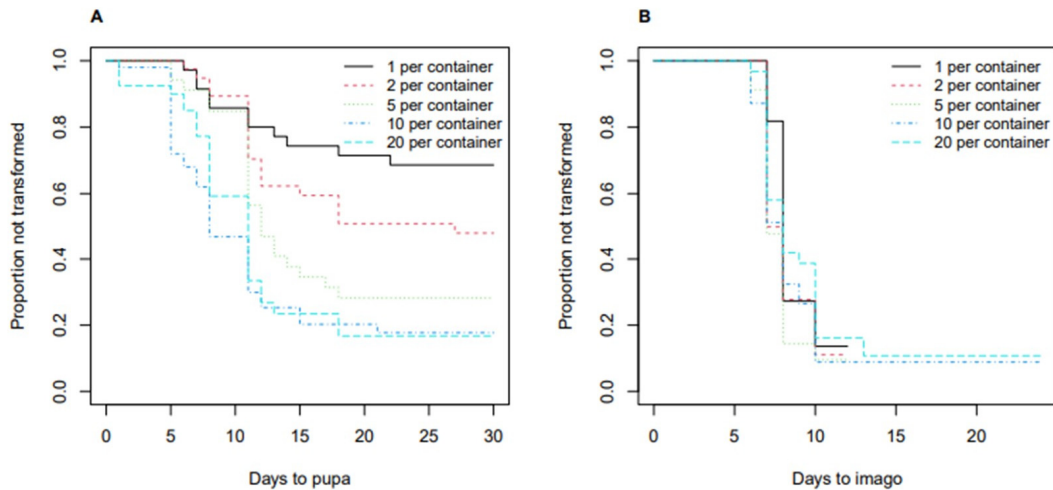 A
Proportion not transformed
1.0
0.8
0.6
0.4
0.2
0.0
1 per container
2 per container
5 per container
10 per container
20 per container
0 5 10 15 20 25 30
Days to pupa
B
Proportion not transformed
1.0
0.8
0.6
0.4
0.2
0.0
1 per container
2 per container
5 per container
10 per container
20 per container
0 5 10 15 20
Days to imago